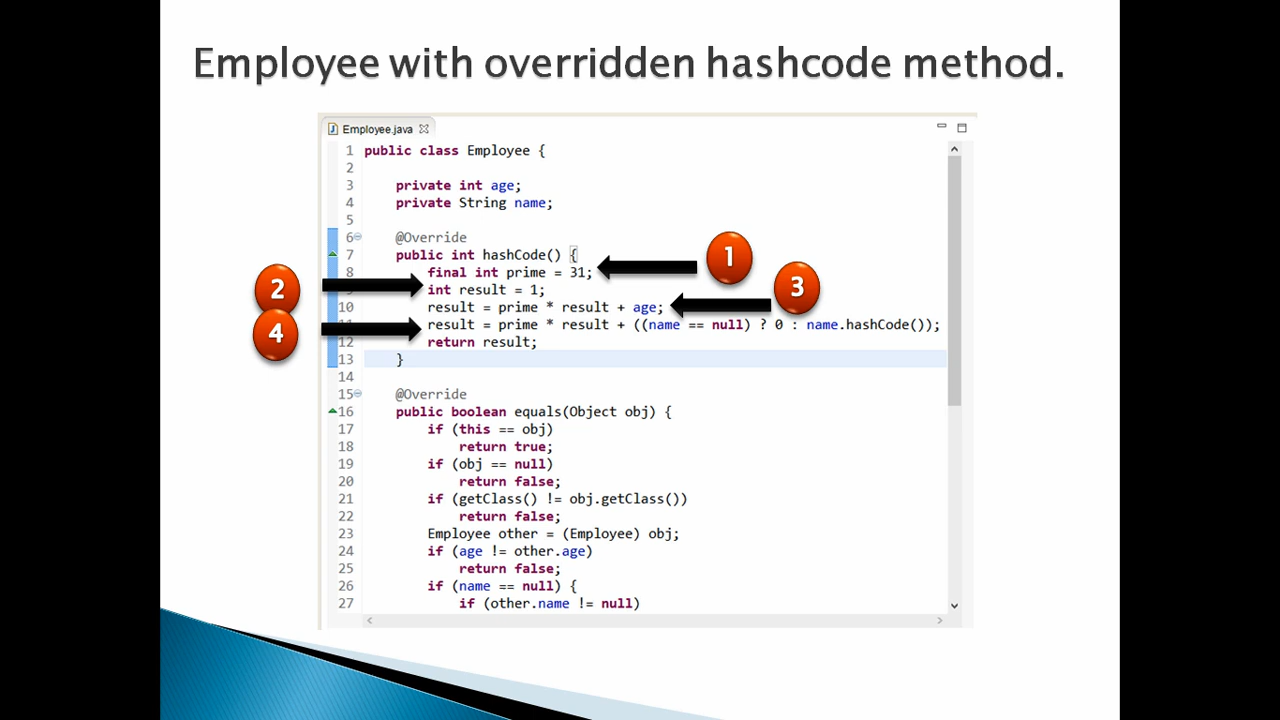 Employee with overridden hashcode method.
Employee.java
1 public class Employee {
2
3 private int age;
4 private String name;
5
6 @Override
7 public int hashCode() {
8 final int prime = 31;
int result = 1;
10 result = prime * result + age;
11 result = prime * result + ((name == null) ? 0 : name.hashCode());
12 return result;
13 }
14
15 @Override
16 public boolean equals(Object obj) {
17 if (this == obj)
18 return true;
19 if (obj == null)
20 return false;
21 if (getClass() != obj.getClass())
22 return false;
23 Employee other = (Employee) obj;
24 if (age != other.age)
25 return false;
26 if (name == null) {
27 if (other.name != null)
1
2
3
4